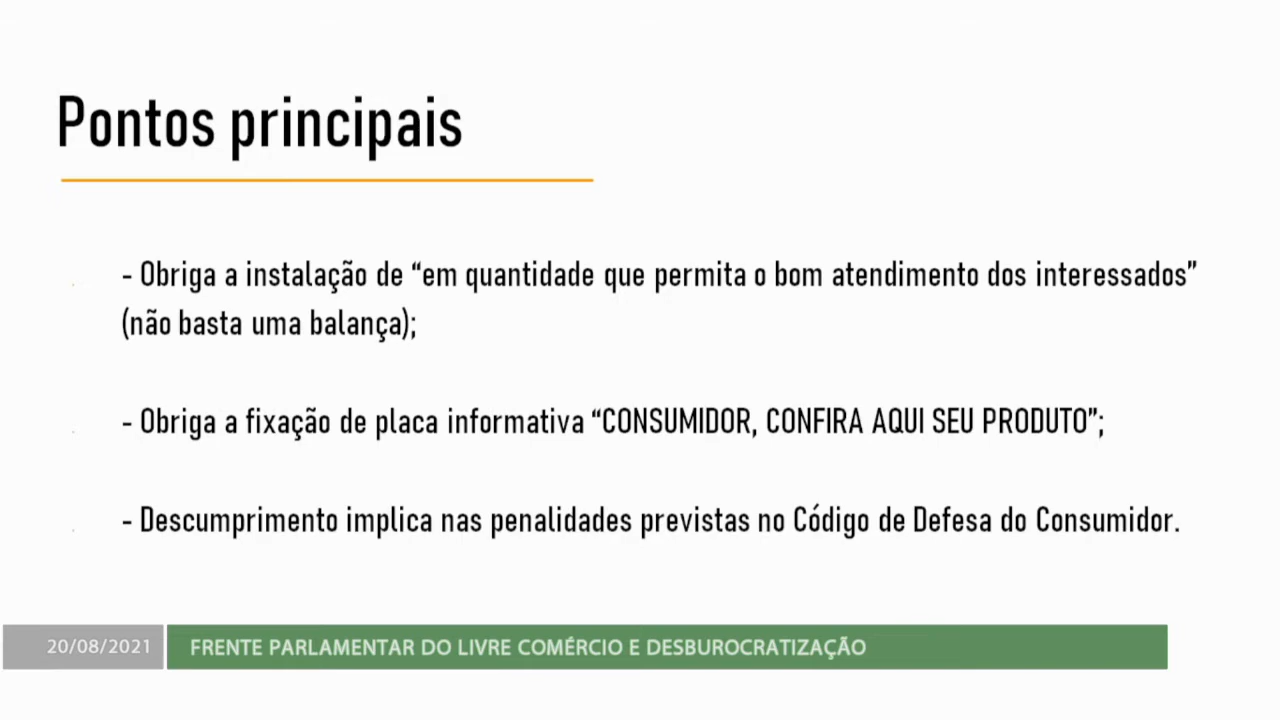 Pontos principais
- Obriga a instalação de “em quantidade que permita o bom atendimento dos interessados”
(não basta uma balança);
- Obriga a fixação de placa informativa “CONSUMIDOR, CONFIRA AQUI SEU PRODUTO”;
- Descumprimento implica nas penalidades previstas no Código de Defesa do Consumidor.
20/08/2021 FRENTE PARLAMENTAR DO LIVRE COMÉRCIO E DESBUROCRATIZAÇÃO